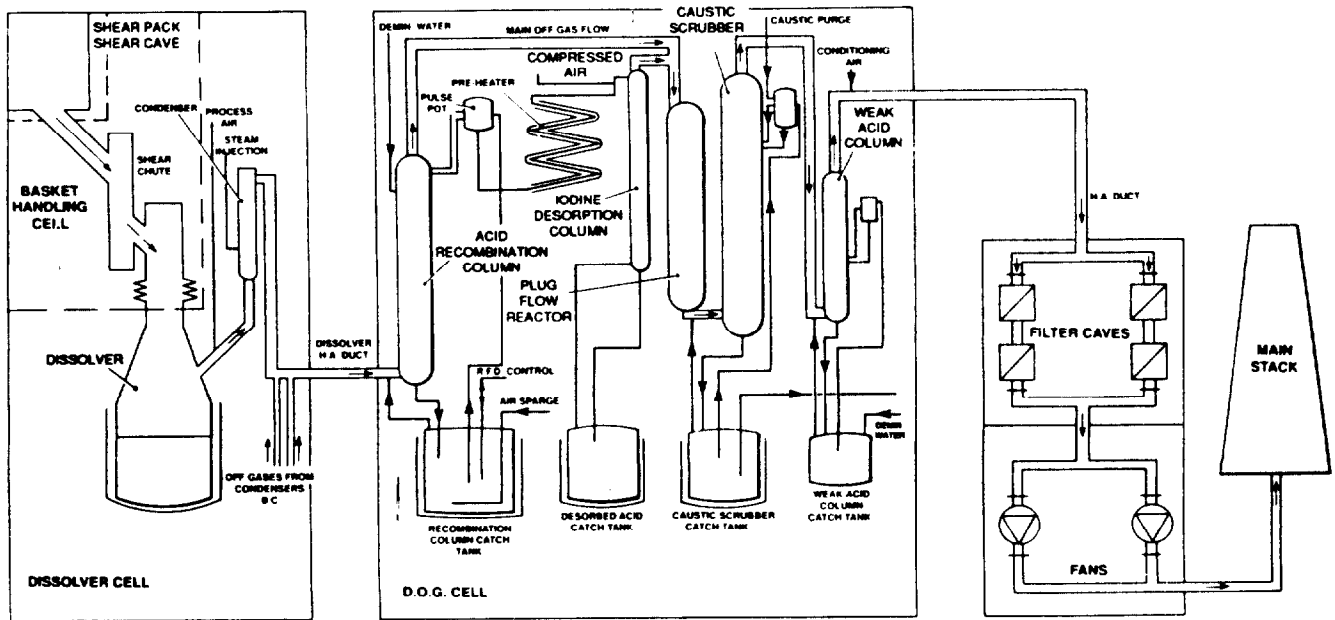 SHEAR PACK
SHEAR CAVE
CONDENSER
PROCESS
AIR
STEAM
INJECTION
SHEAR
CHUTE
BASKET
HANDLING
CELL
DISSOLVER
OFF GASES FROM
CONDENSERS
B C
DISSOLVER CELL
DISSOLVER
H A DUCT
DEMIN WATER
MAIN OFF GAS FLOW
COMPRESSED
AIR
PRE-HEATER
PULSE
POT
CAUSTIC
SCRUBBER
CAUSTIC PURGE
CONDITIONING
AIR
WEAK
ACID
COLUMN
IODINE
DESORPTION
COLUMN
ACID
RECOMBINATION
COLUMN
PLUG
FLOW
REACTOR
R.F.D. CONTROL
AIR SPARGE
DEMIN
WATER
RECOMBINATION
COLUMN CATCH
TANK
DESORBED ACID
CATCH TANK
CAUSTIC SCRUBBER
CATCH TANK
WEAK ACID
COLUMN
CATCH TANK
D.O.G. CELL
H.A DUCT
FILTER CAVES
FANS
MAIN
STACK